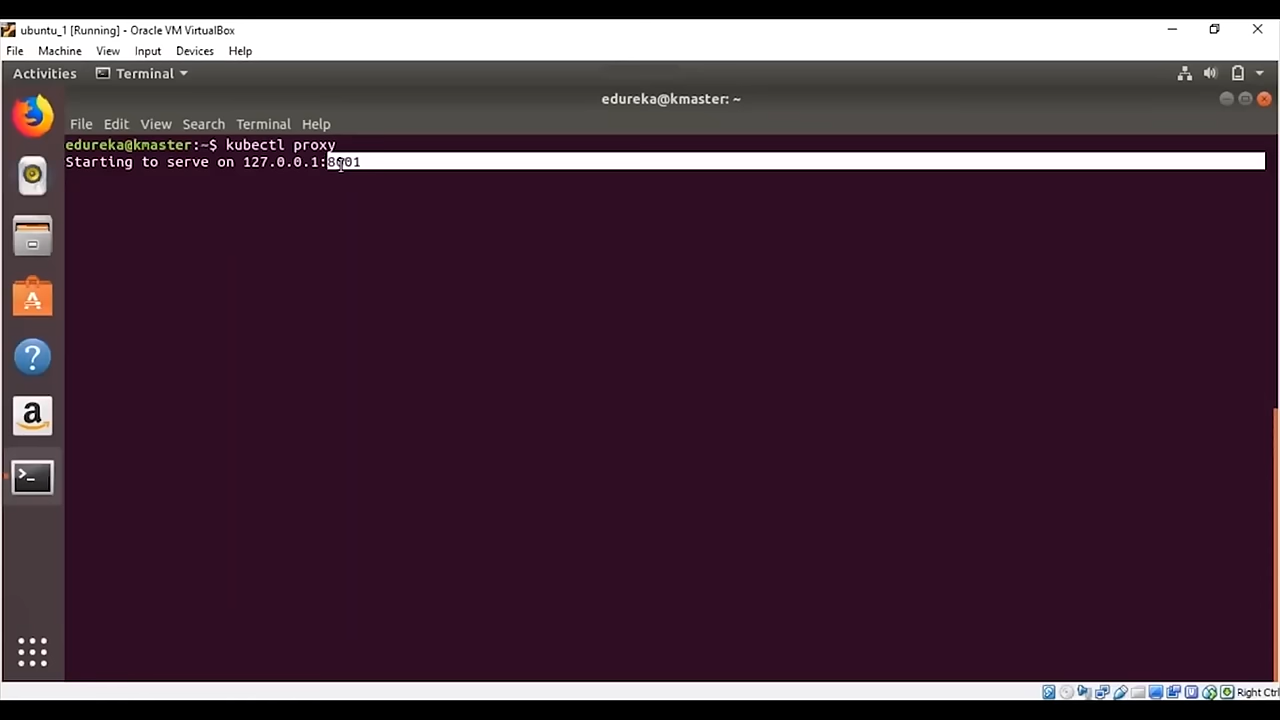 ubuntu_1 [Running] - Oracle VM VirtualBox
File Machine View Input Devices Help
Activities Terminal
edureka@kmaster: ~
File Edit View Search Terminal Help
edureka@kmaster:~$ kubectl proxy
Starting to serve on 127.0.0.1:8001
Right Ctrl